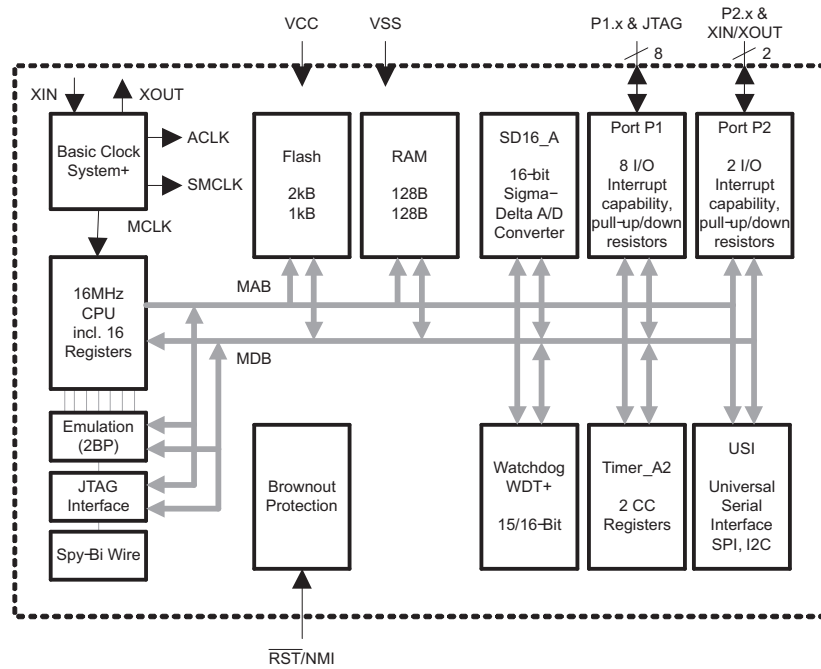 VCC
VSS
P1.x & JTAG
8
P2.x &
XIN/XOUT
2
XIN
XOUT
Basic Clock
System+
ACLK
SMCLK
MCLK
Flash
2kB
1kB
RAM
128B
128B
SD16_A
16-bit
Sigma-
Delta A/D
Converter
Port P1
8 I/O
Interrupt
capability,
pull-up/down
resistors
Port P2
2 I/O
Interrupt
capability,
pull-up/down
resistors
16MHz
CPU
incl. 16
Registers
MAB
MDB
Emulation
(2BP)
JTAG
Interface
Spy-Bi Wire
Brownout
Protection
Watchdog
WDT+
15/16-Bit
Timer_A2
2 CC
Registers
USI
Universal
Serial
Interface
SPI, I2C
RST/NMI